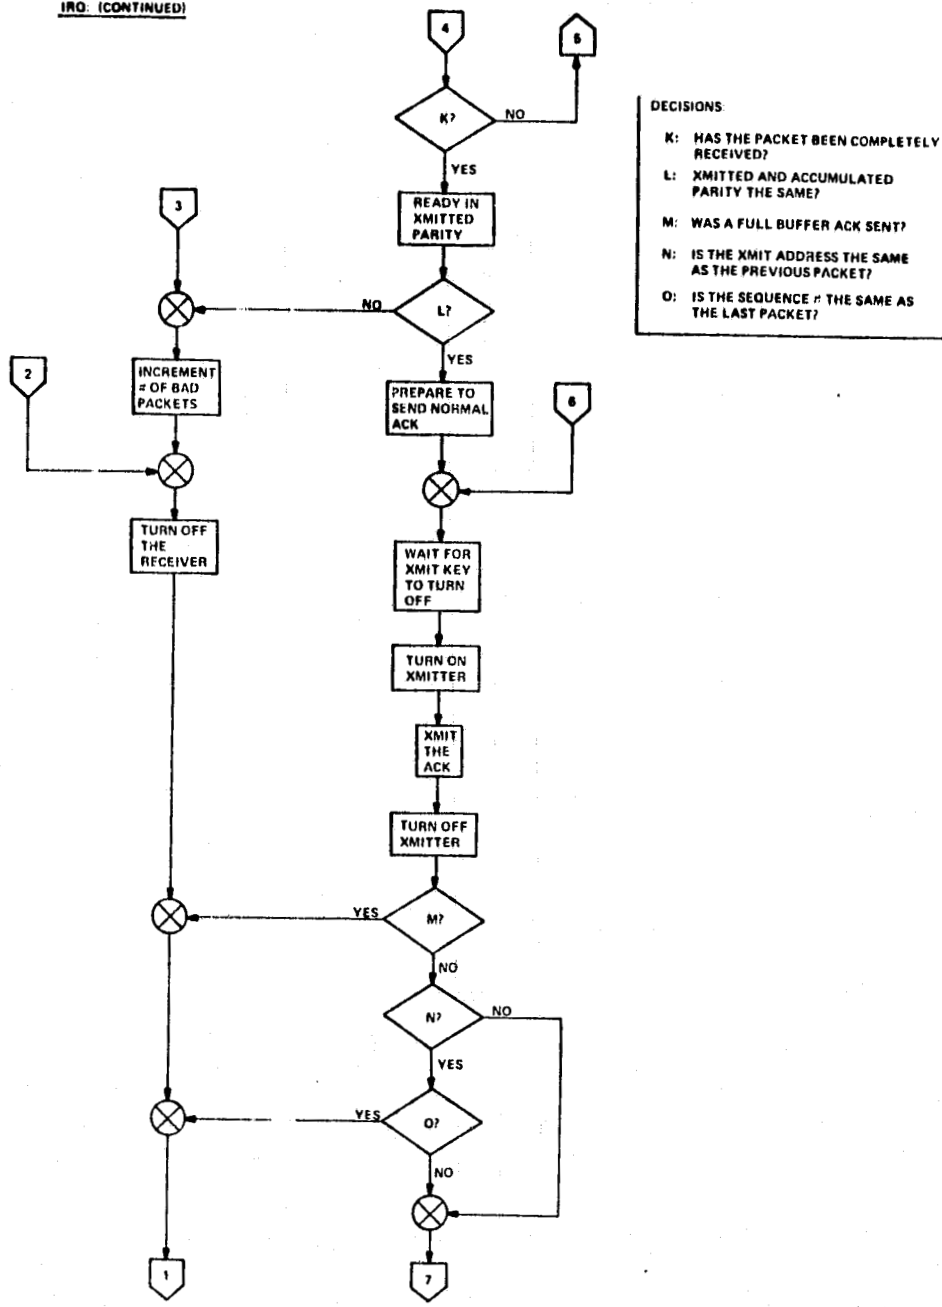 IRQ: (CONTINUED)
4
5
K?
NO
YES
DECISIONS:
K: HAS THE PACKET BEEN COMPLETELY
RECEIVED?
L: XMITTED AND ACCUMULATED
PARITY THE SAME?
M: WAS A FULL BUFFER ACK SENT?
N: IS THE XMIT ADDRESS THE SAME
AS THE PREVIOUS PACKET?
O: IS THE SEQUENCE # THE SAME AS
THE LAST PACKET?
READY IN
XMITTED
PARITY
3
NO
L?
YES
INCREMENT
# OF BAD
PACKETS
2
PREPARE TO
SEND NORMAL
ACK
6
TURN OFF
THE
RECEIVER
WAIT FOR
XMIT KEY
TO TURN
OFF
TURN ON
XMITTER
XMIT
THE
ACK
TURN OFF
XMITTER
YES
M?
NO
N?
NO
YES
YES
O?
NO
1
7